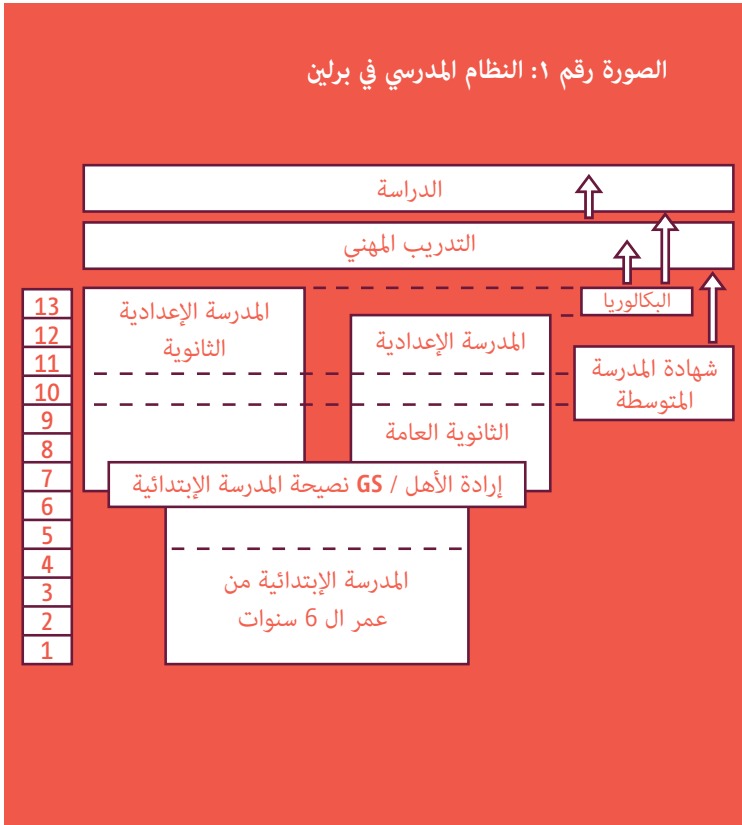 الصورة رقم ١: النظام المدرسي في برلين
الدراسة
التدريب المهني
البكالوريا
شهادة المدرسة
المتوسطة
المدرسة الإعدادية
الثانوية
المدرسة الإعدادية
الثانوية العامة
إرادة الأهل / GS نصيحة المدرسة الإبتدائية
المدرسة الإبتدائية من
عمر ال 6 سنوات
13
12
11
10
9
8
7
6
5
4
3
2
1